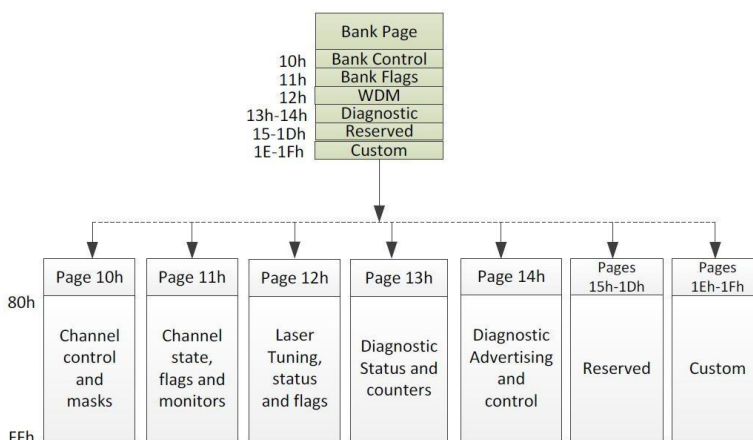 Bank Page
10h Bank Control
11h Bank Flags
12h WDM
13h-14h Diagnostic
15-1Dh Reserved
1E-1Fh Custom
Page 10h
Page 11h
Page 12h
Page 13h
Page 14h
Pages
15h-1Dh
Pages
1Eh-1Fh
80h
Channel
control
and
masks
Channel
state,
flags and
monitors
Laser
Tuning,
status
and flags
Diagnostic
Status and
counters
Diagnostic
Advertising
and
control
Reserved
Custom
FFh